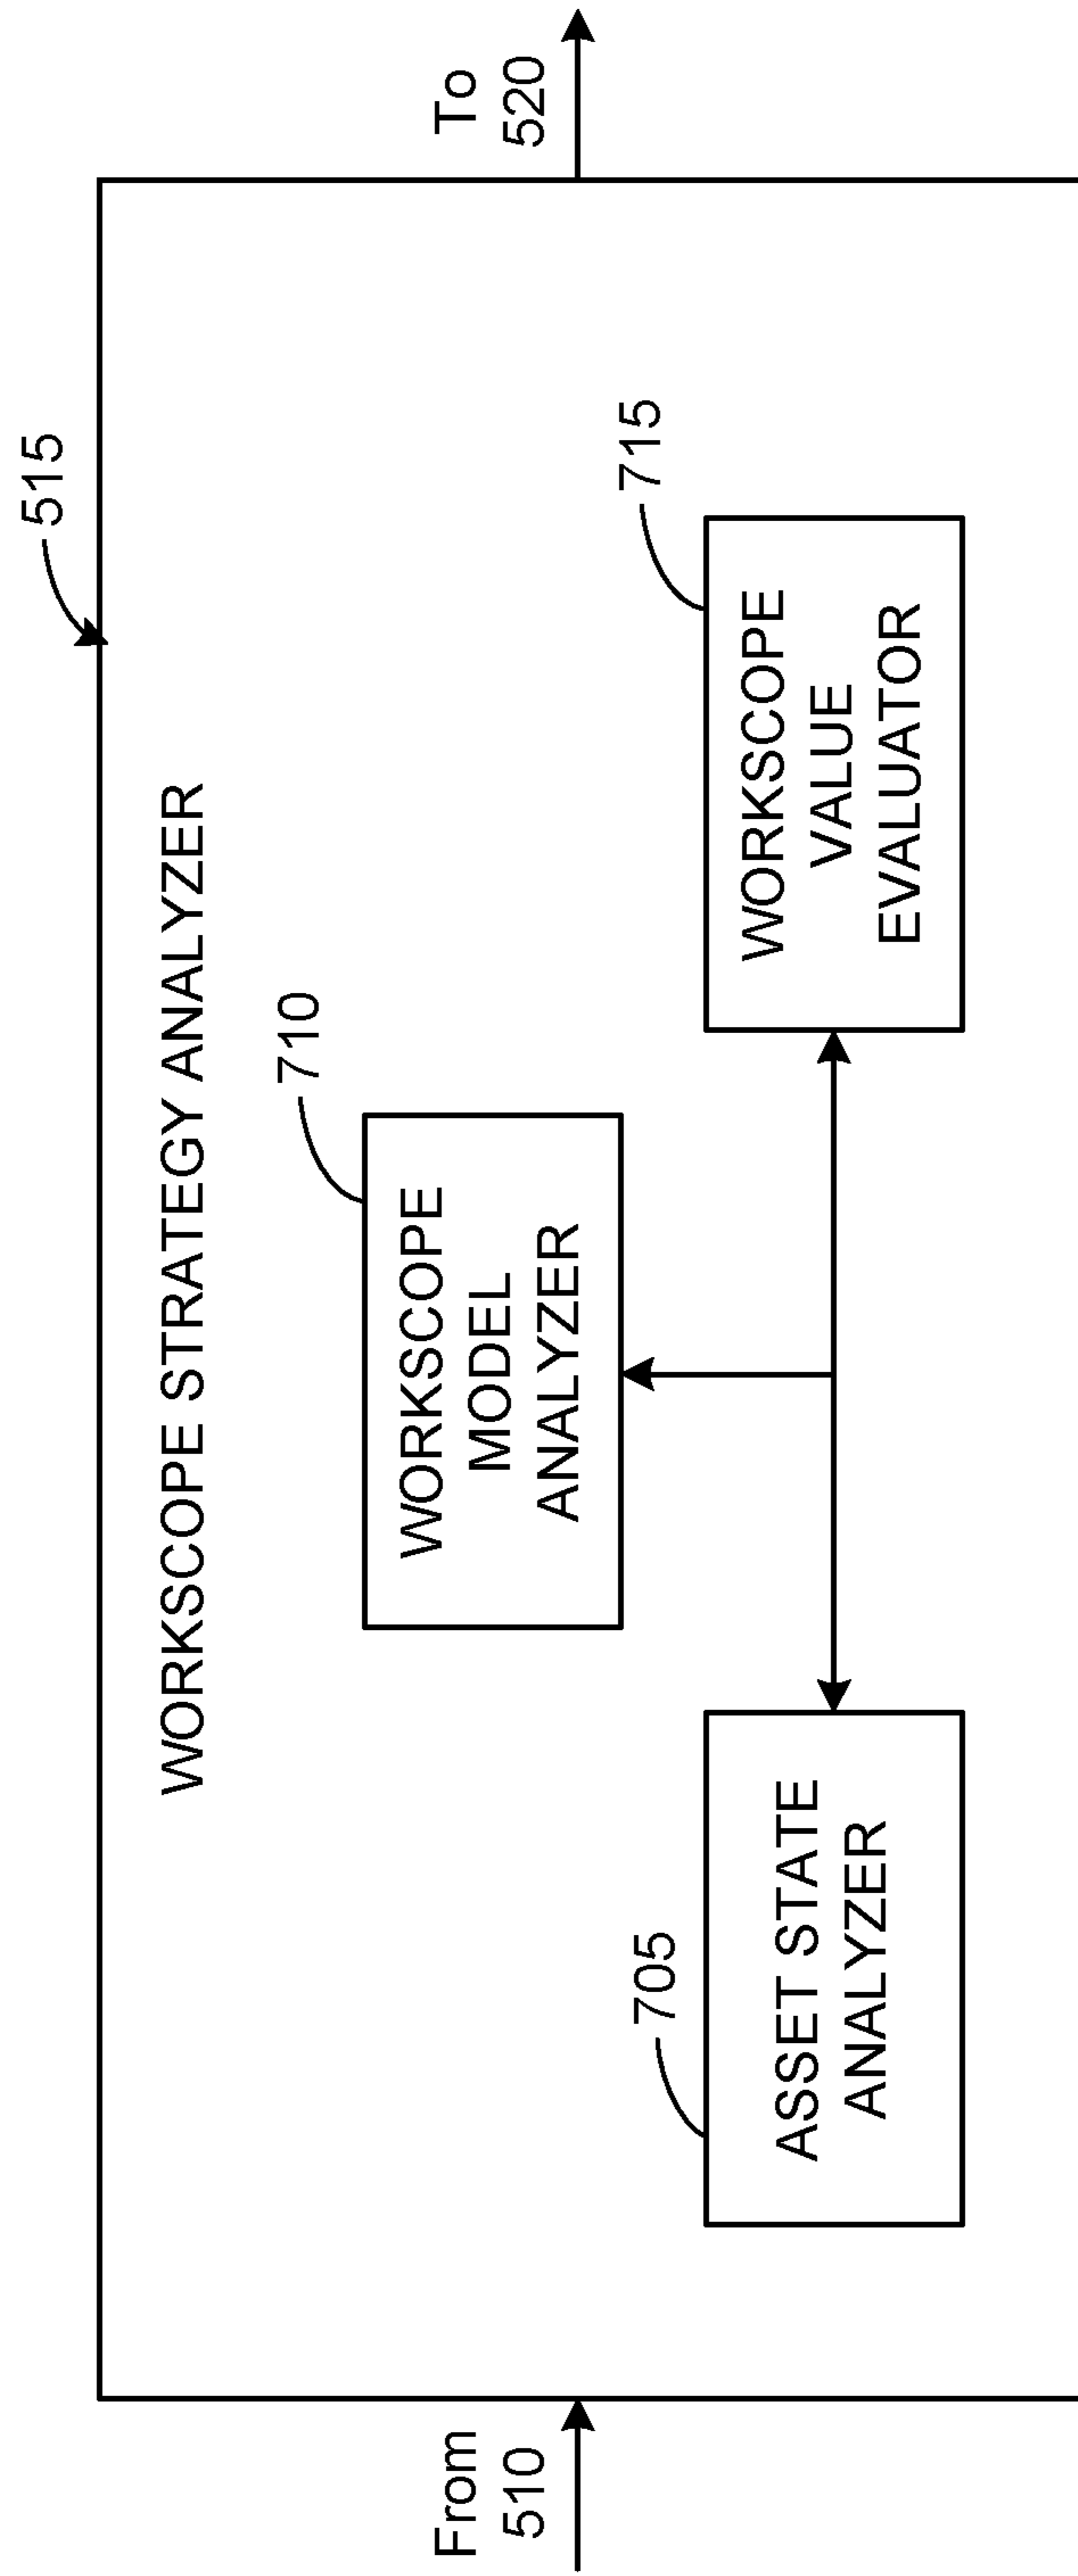 515
WORKSCOPE STRATEGY ANALYZER
710
WORKSCOPE
MODEL
ANALYZER
From
510
To
520
705
ASSET STATE
ANALYZER
715
WORKSCOPE
VALUE
EVALUATOR